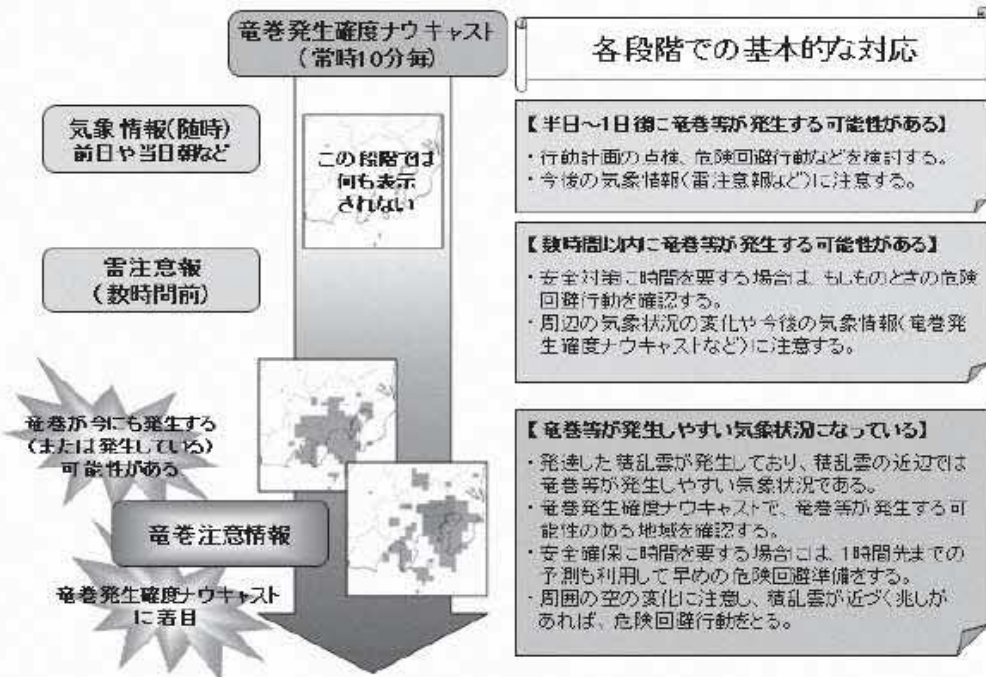 竜巻発生確度ナウキャスト
(常時10分毎)
各段階での基本的な対応
気象情報(随時)
前日や当日朝など
この段階では
何も表示
されない
【半日～1日後に竜巻等が発生する可能性がある】
・行動計画の点検、危険回避行動などを検討する。
・今後の気象情報(雷注意報など)に注意する。
雷注意報
(数時間前)
【数時間以内に竜巻等が発生する可能性がある】
・安全対策に時間を要する場合は、もしものときの危険
回避行動を確認する。
・周辺の気象状況の変化や今後の気象情報(竜巻発
生確度ナウキャストなど)に注意する。
竜巻が今にも発生する
(または発生している)
可能性がある
竜巻注意情報
竜巻発生確度ナウキャスト
に着目
【竜巻等が発生しやすい気象状況になっている】
・発達した積乱雲が発生しており、積乱雲の近辺では
竜巻等が発生しやすい気象状況である。
・竜巻発生確度ナウキャストで、竜巻等が発生する可
能性のある地域を確認する。
・安全確保に時間を要する場合には、1時間先までの
予測も利用して早めの危険回避準備をする。
・周囲の空の変化に注意し、積乱雲が近づく兆しが
あれば、危険回避行動をとる。